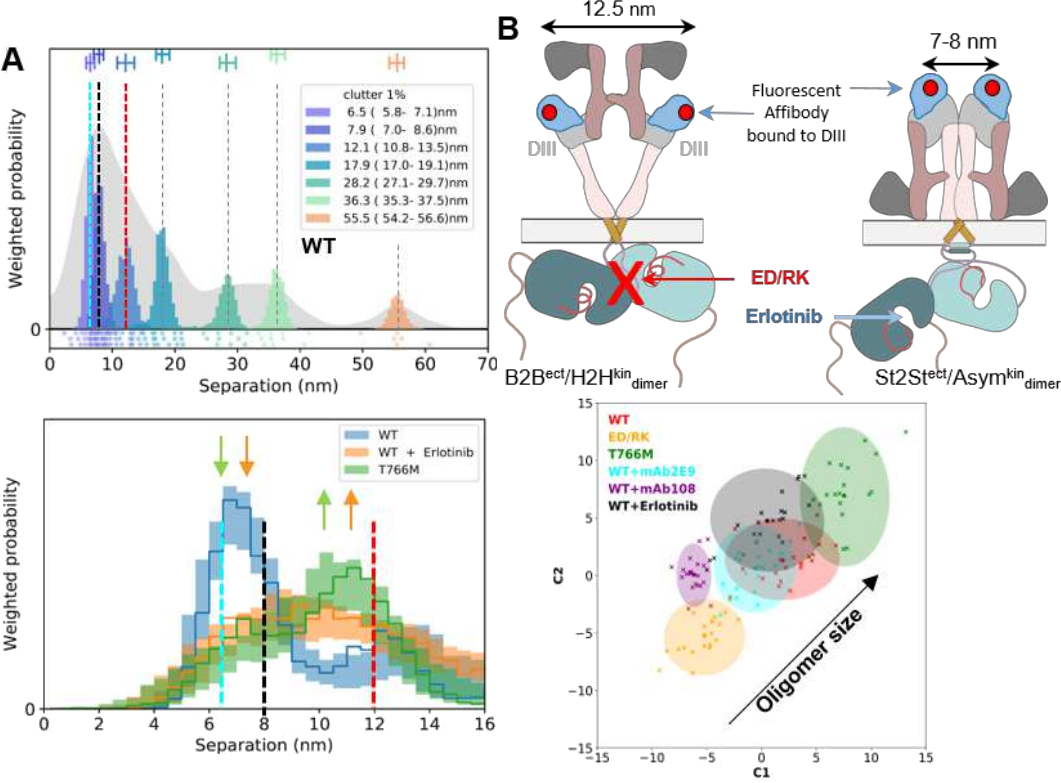 A
Weighted probability
0
clutter 1%
6.5 ( 5.8- 7.1)nm
7.9 ( 7.0- 8.6)nm
12.1 (10.8- 13.5)nm
17.9 (17.0- 19.1)nm
28.2 (27.1- 29.7)nm
36.3 (35.3- 37.5)nm
55.5 ( 54.2- 56.6)nm
WT
0 10 20 30 40 50 60 70
Separation (nm)
B
12.5 nm
7-8 nm
Fluorescent
Affibody
bound to DIII
DIII
DIII
X
ED/RK
Erlotinib
B2Bect/H2Hkindimer
St2Stect/Asymkindimer
Weighted probability
0
WT
WT + Erlotinib
T766M
0 2 4 6 8 10 12 14 16
Separation (nm)
C2
15
10
5
0
−5
−10
−15
WT
ED/RK
T766M
WT+mAb2E9
WT+mAb108
WT+Erlotinib
Oligomer size
−15 −10 −5 0 5 10 15
C1